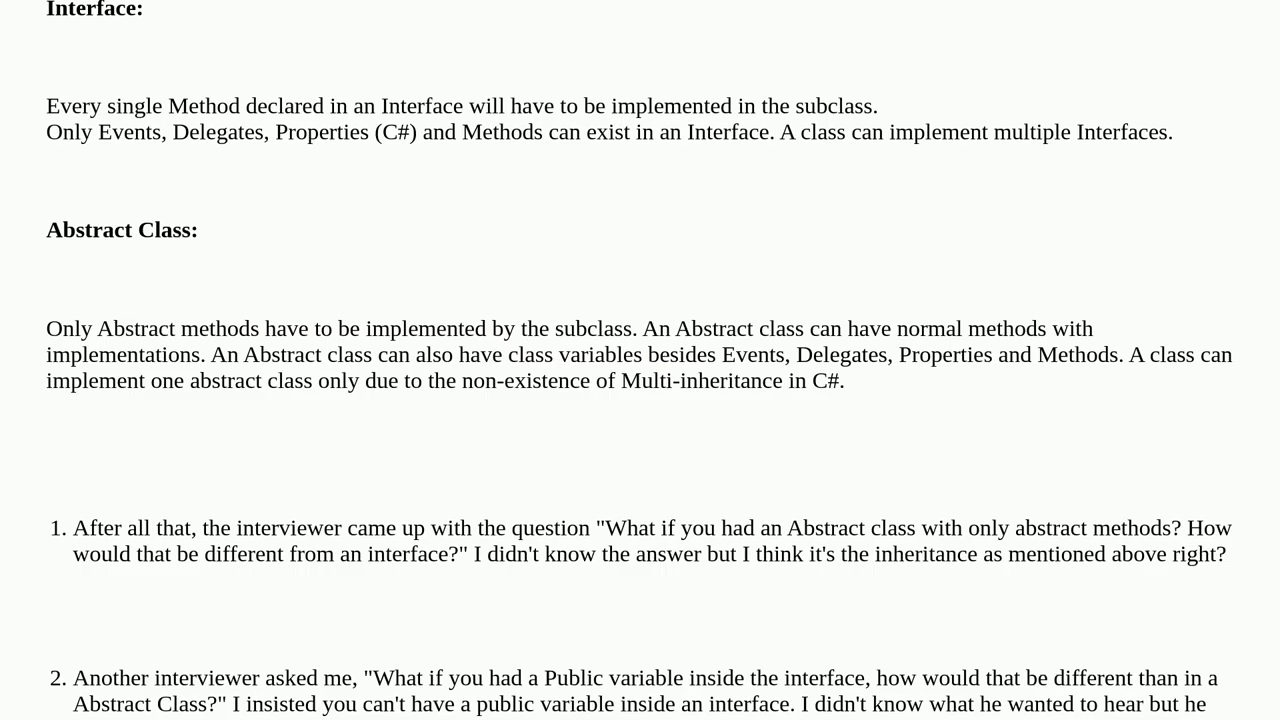 Interface:
Every single Method declared in an Interface will have to be implemented in the subclass.
Only Events, Delegates, Properties (C#) and Methods can exist in an Interface. A class can implement multiple Interfaces.
Abstract Class:
Only Abstract methods have to be implemented by the subclass. An Abstract class can have normal methods with
implementations. An Abstract class can also have class variables besides Events, Delegates, Properties and Methods. A class can
implement one abstract class only due to the non-existence of Multi-inheritance in C#.
1. After all that, the interviewer came up with the question "What if you had an Abstract class with only abstract methods? How
would that be different from an interface?" I didn't know the answer but I think it's the inheritance as mentioned above right?
2. Another interviewer asked me, "What if you had a Public variable inside the interface, how would that be different than in a
Abstract Class?" I insisted you can't have a public variable inside an interface. I didn't know what he wanted to hear but he